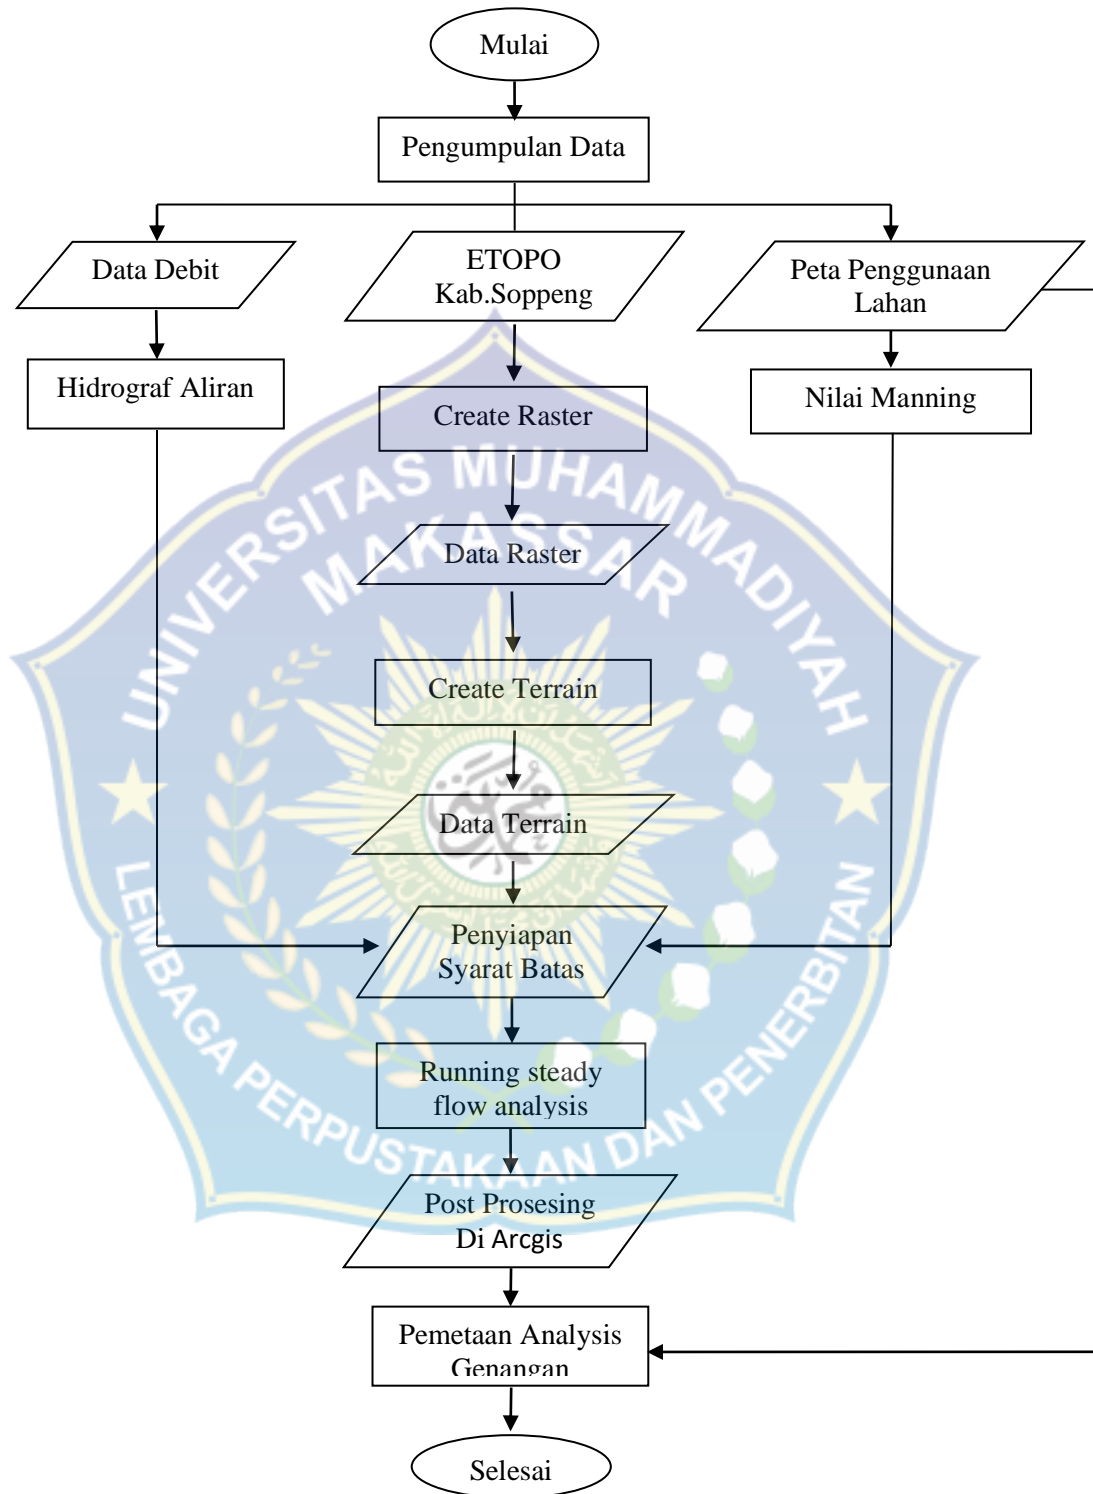 Mulai
Pengumpulan Data
Data Debit
ETOPO
Kab.Soppeng
Peta Penggunaan
Lahan
Hidrograf Aliran
Create Raster
Nilai Manning
UNIVERSITAS MUHAMMADIYAH
MAKASSAR
Data Raster
Create Terrain
Data Terrain
Penyiapan
Syarat Batas
Running steady
flow analysis
LEMBAGA PERPUSTAKAAN DAN PENERBITAN
Post Prosesing
Di Arcgis
Pemetaan Analysis
Genangan
Selesai